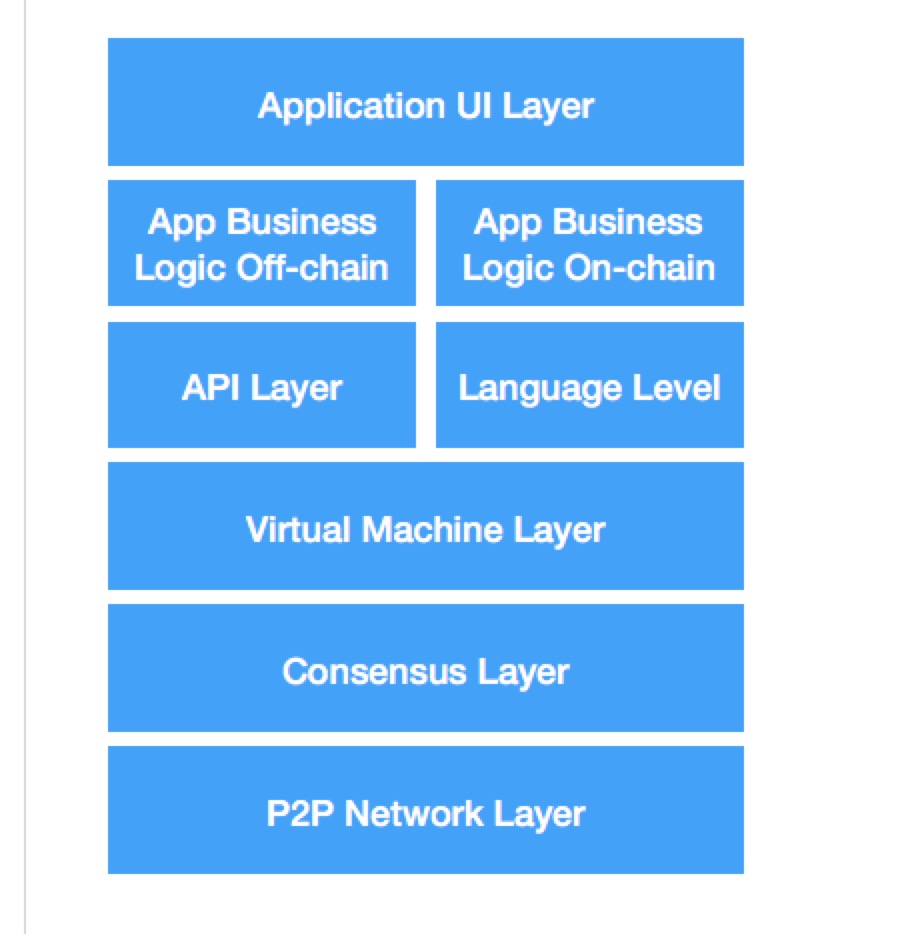 Application UI Layer
App Business
Logic Off-chain
App Business
Logic On-chain
API Layer
Language Level
Virtual Machine Layer
Consensus Layer
P2P Network Layer